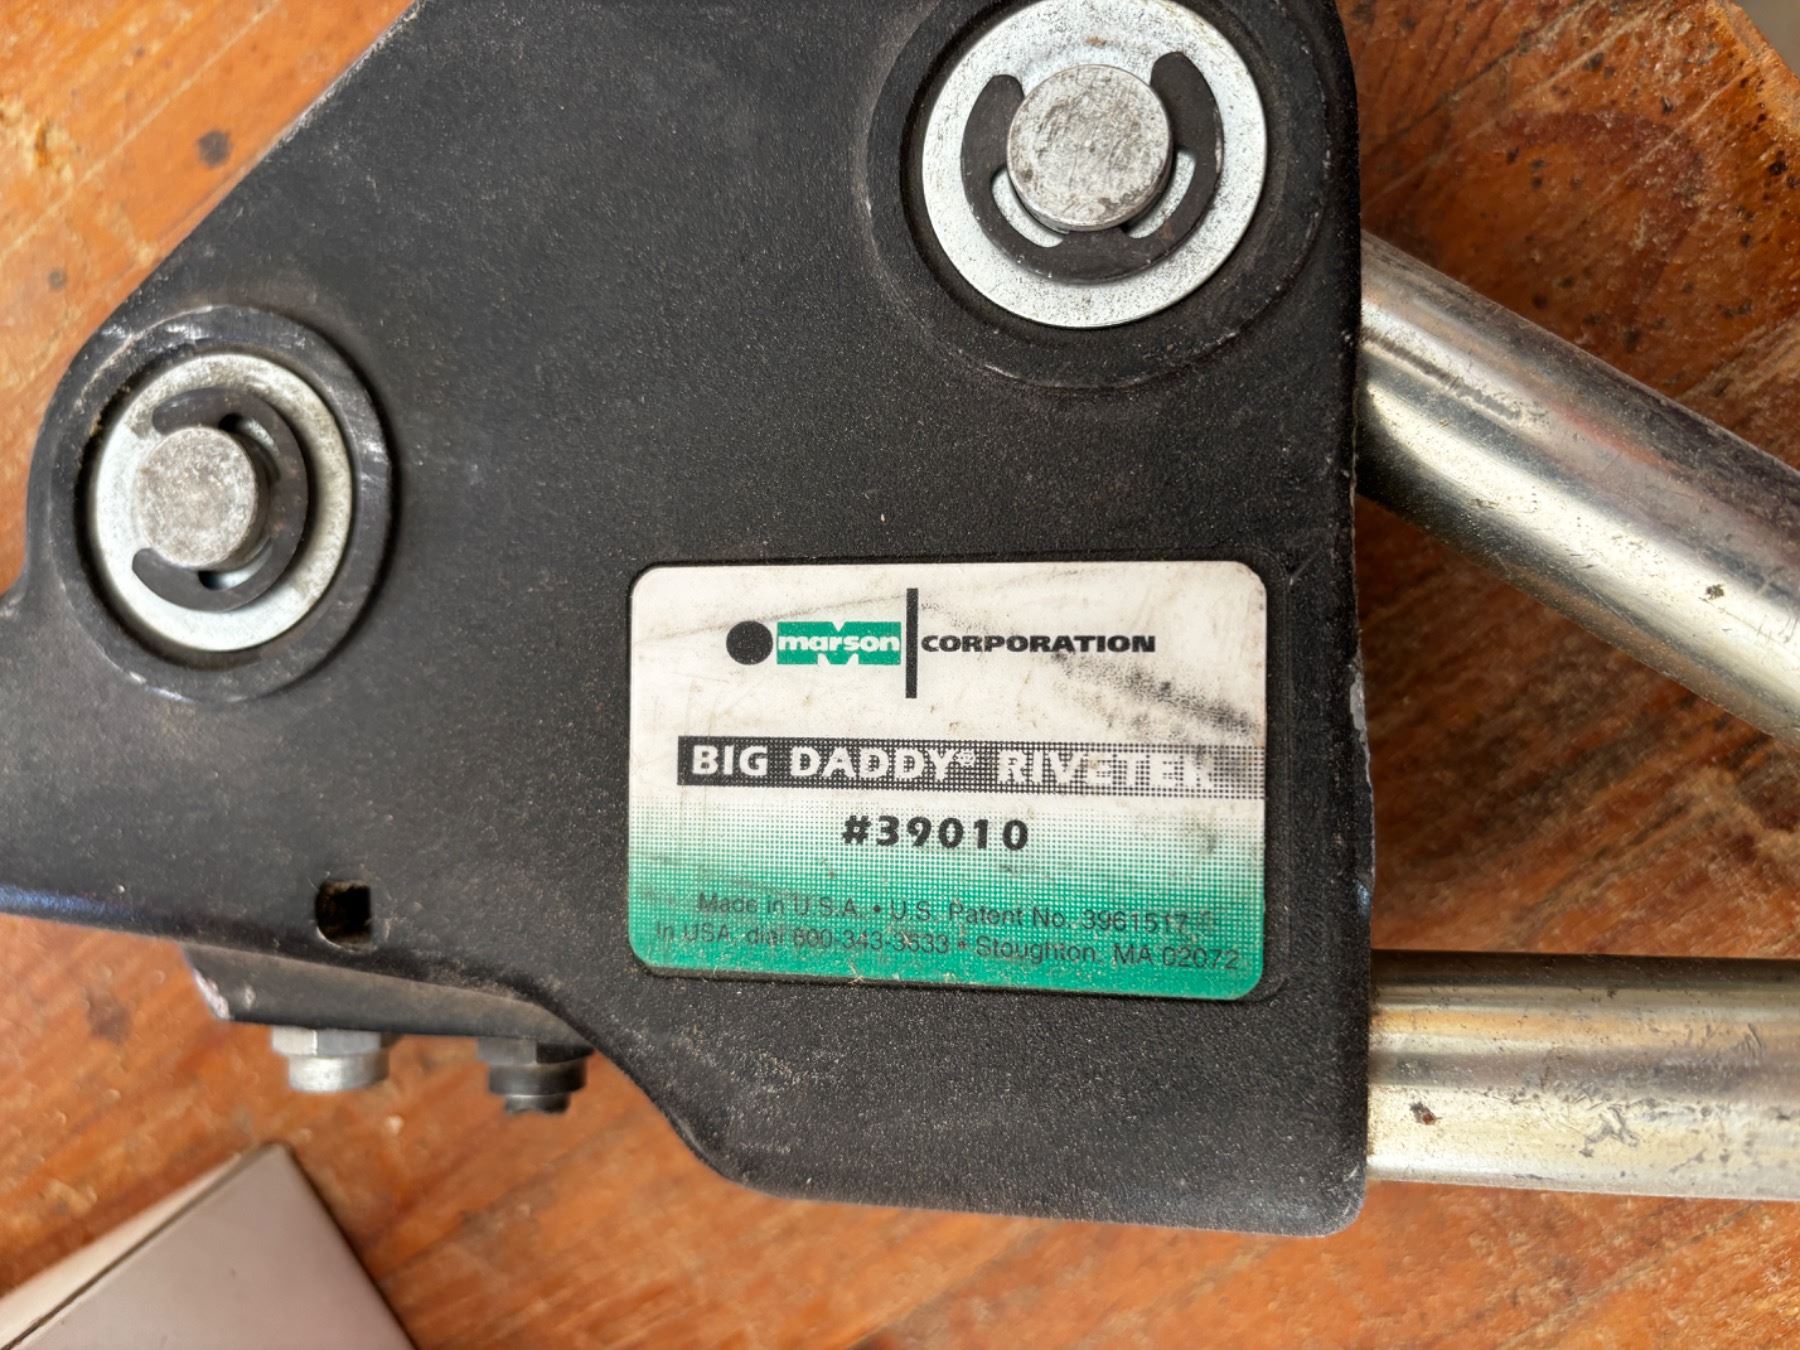 marson CORPORATION
BIG DADDY® RIVETER
#39010
Made in U.S.A. • U.S. Patent No. 3961517
In USA, dial 800-343-3533 • Stoughton, MA 02072